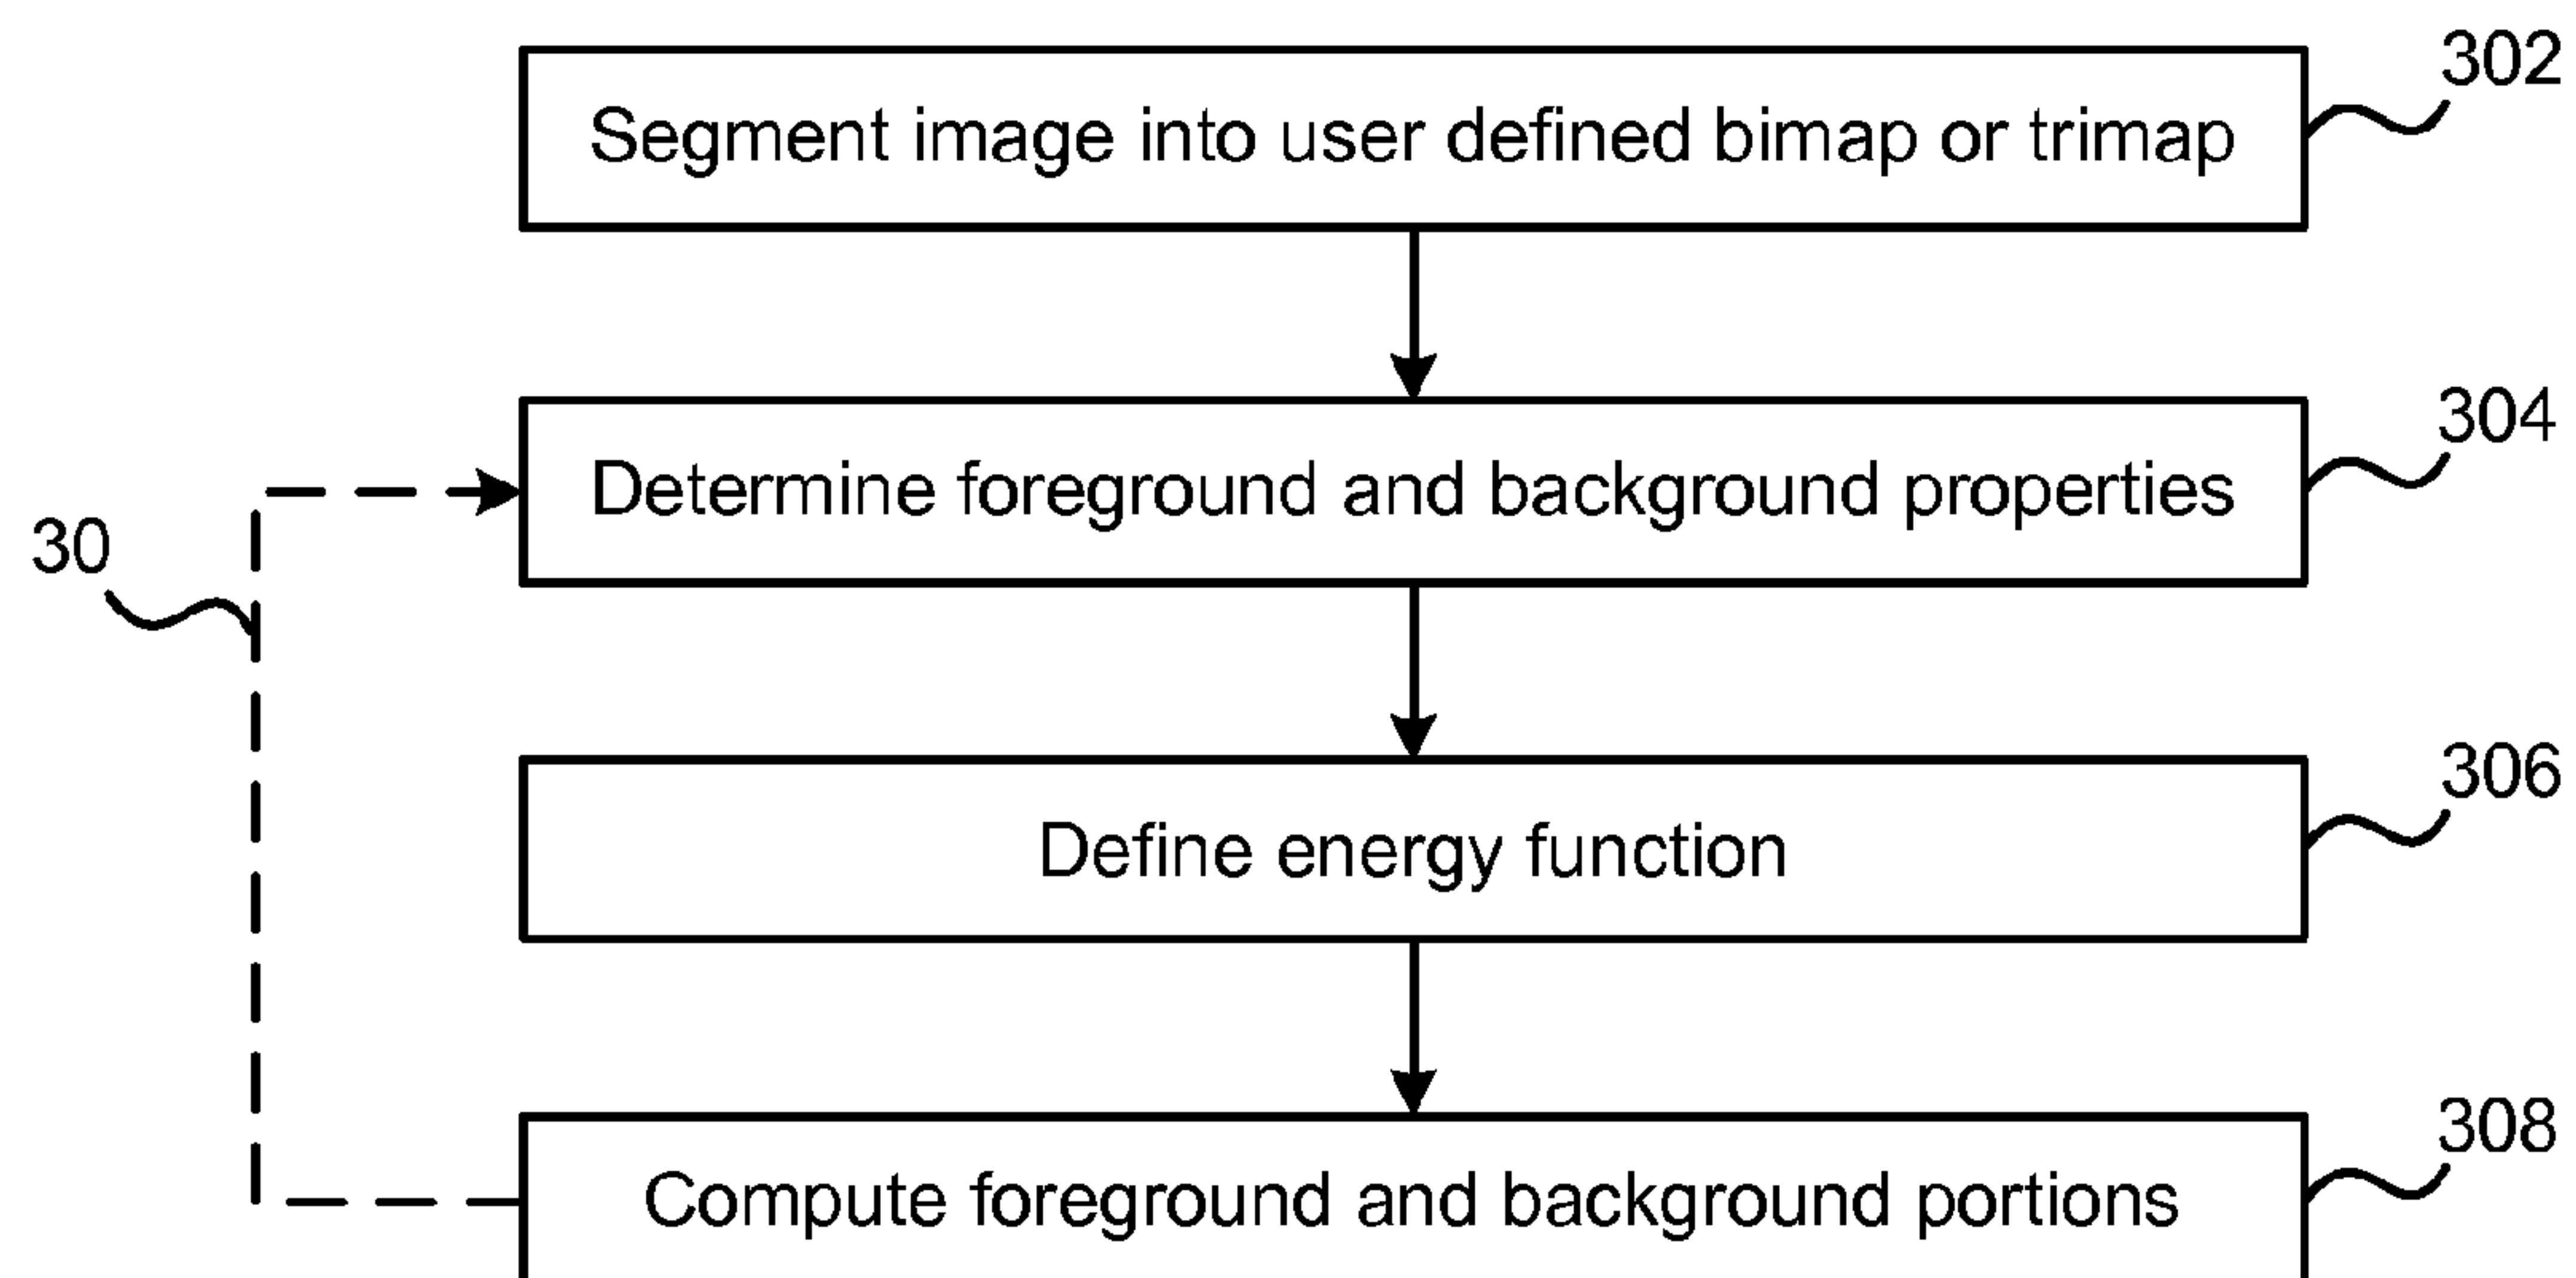 302
Segment image into user defined bimap or trimap
304
Determine foreground and background properties
30
306
Define energy function
308
Compute foreground and background portions